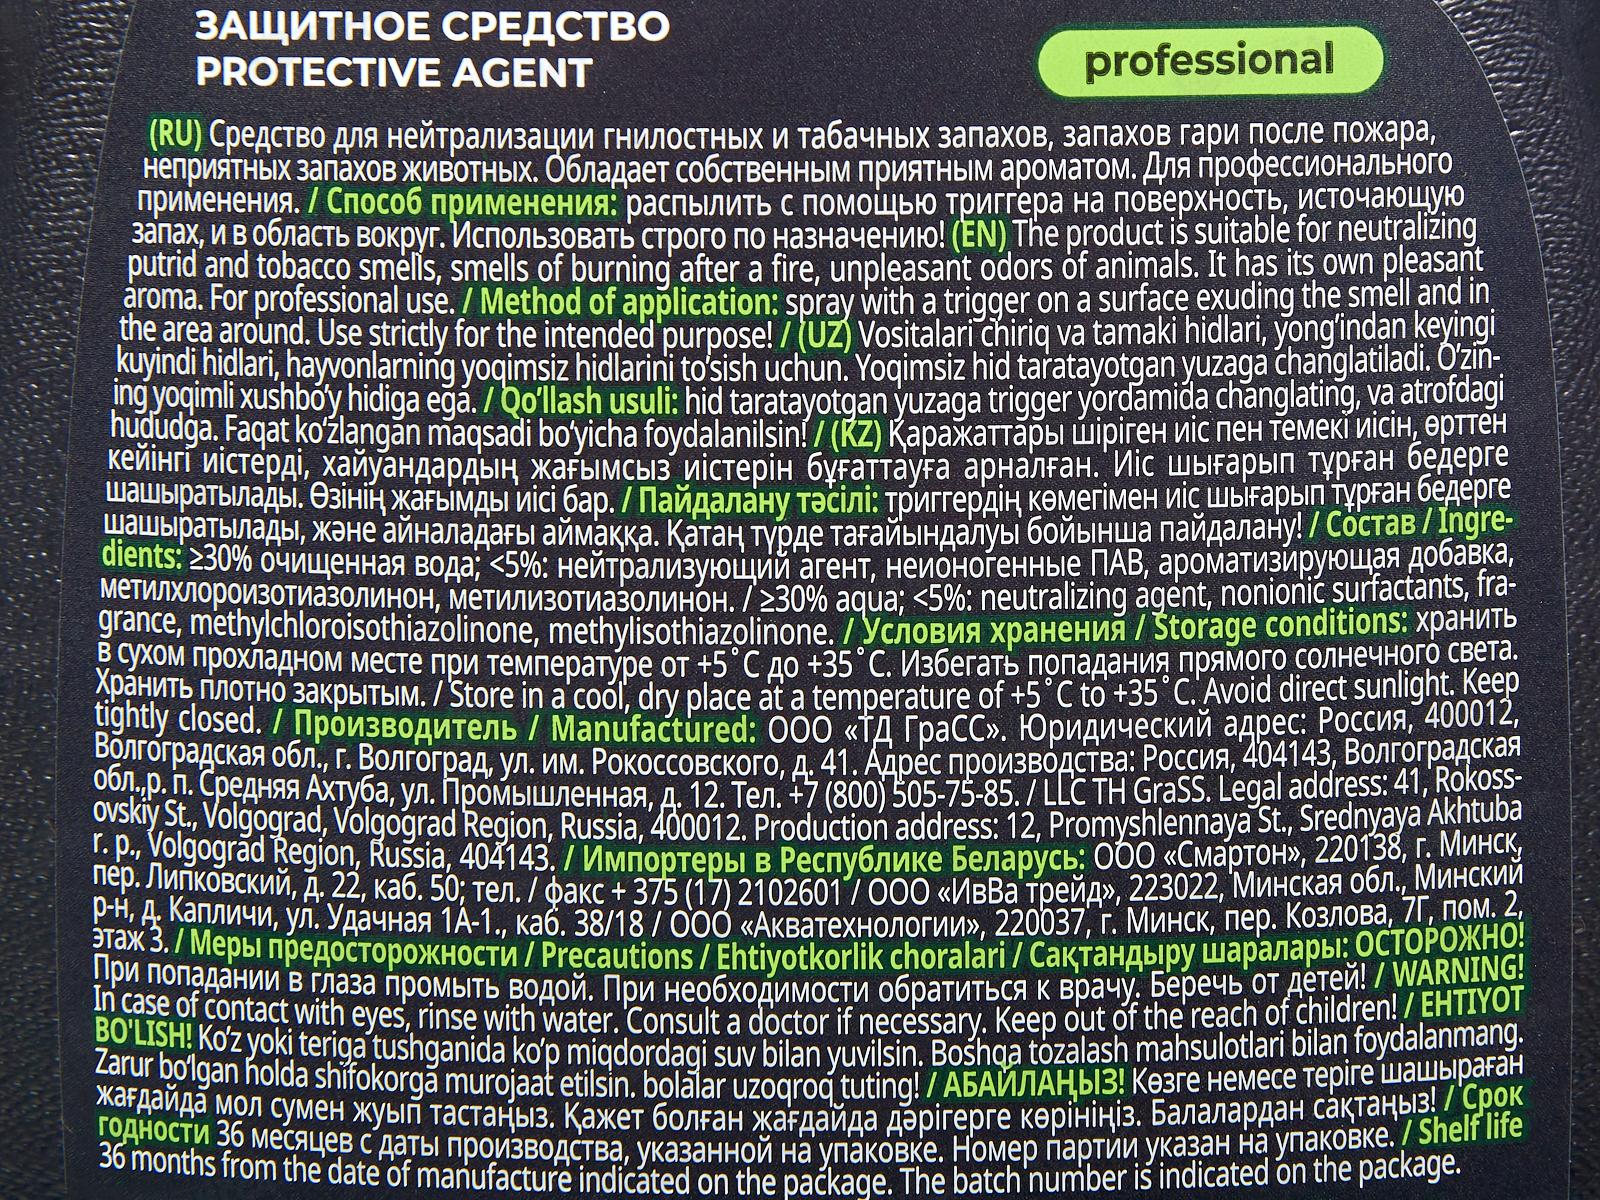 ЗАЩИТНОЕ СРЕДСТВО
PROTECTIVE AGENT
professional
(RU) Средство для нейтрализации гнилостных и табачных запахов, запахов гари после пожара,
неприятных запахов животных. Обладает собственным приятным ароматом. Для профессионального
применения. / Способ применения: распылить с помощью триггера на поверхность, источающую
запах, и в область вокруг. Использовать строго по назначению! (EN) The product is suitable for neutralizing
putrid and tobacco smells, smells of burning after a fire, unpleasant odors of animals. It has its own pleasant
aroma. For professional use. / Method of application: spray with a trigger on a surface exuding the smell and in
the area around. Use strictly for the intended purpose! / (UZ) Vositalari chiriq va tamaki hidlari, yong‘indan keyingi
kuyindi hidlari, hayvonlarning yoqimsiz hidlarini to‘sish uchun. Yoqimsiz hid taratayotgan yuzaga changlatiladi. O‘zin-
ing yoqimli xushbo‘y hidiga ega. / Qo‘llash usuli: hid taratayotgan yuzaga trigger yordamida changlating, va atrofdagi
hududga. Faqat ko‘zlangan maqsadi bo‘yicha foydalanilsin! / (KZ) Қаражаттары шіріген иіс пен темекі иісін, өрттен
кейінгі иістерді, хайуандардың жағымсыз иістерін бұғаттауға арналған. Иіс шығарып тұрған бедерге
шашыратылады. Өзінің жағымды иісі бар. / Пайдалану тәсілі: триггердің көмегімен иіс шығарып тұрған бедерге
шашыратылады, және айналадағы аймаққа. Қатаң түрде тағайындалуы бойынша пайдалану! / Состав / Ingre-
dients: ≥30% очищенная вода; <5%: нейтрализующий агент, неионогенные ПАВ, ароматизирующая добавка,
метилхлороизотиазолинон, метилизотиазолинон. / ≥30% aqua; <5%: neutralizing agent, nonionic surfactants, fra-
grance, methylchloroisothiazolinone, methylisothiazolinone. / Условия хранения / Storage conditions: хранить
в сухом прохладном месте при температуре от +5˚C до +35˚C. Избегать попадания прямого солнечного света.
Хранить плотно закрытым. / Store in a cool, dry place at a temperature of +5˚C to +35˚C. Avoid direct sunlight. Keep
tightly closed. / Производитель / Manufactured: ООО «ТД ГраСС». Юридический адрес: Россия, 400012,
Волгоградская обл., г. Волгоград, ул. им. Рокоссовского, д. 41. Адрес производства: Россия, 404143, Волгоградская
обл.,р. п. Средняя Ахтуба, ул. Промышленная, д. 12. Тел. +7 (800) 505-75-85. / LLC TH GraSS. Legal address: 41, Rokoss-
ovskiy St., Volgograd, Volgograd Region, Russia, 400012. Production address: 12, Promyshlennaya St., Srednyaya Akhtuba
r. p., Volgograd Region, Russia, 404143. / Импортеры в Республике Беларусь: ООО «Смартон», 220138, г. Минск,
пер. Липковский, д. 22, каб. 50; тел. / факс + 375 (17) 2102601 / ООО «ИвВа трейд», 223022, Минская обл., Минский
р-н, д. Капличи, ул. Удачная 1А-1., каб. 38/18 / ООО «Акватехнологии», 220037, г. Минск, пер. Козлова, 7Г, пом. 2,
этаж 3. / Меры предосторожности / Precautions / Ehtiyotkorlik choralari / Сақтандыру шаралары: ОСТОРОЖНО!
При попадании в глаза промыть водой. При необходимости обратиться к врачу. Беречь от детей! / WARNING!
In case of contact with eyes, rinse with water. Consult a doctor if necessary. Keep out of the reach of children! / EHTIYOT
BO'LISH! Ko‘z yoki teriga tushganida ko‘p miqdordagi suv bilan yuvilsin. Boshqa tozalash mahsulotlari bilan foydalanmang.
Zarur bo‘lgan holda shifokorga murojaat etilsin. bolalar uzoqroq tuting! / АБАЙЛАҢЫЗ! Көзге немесе теріге шашыраған
жағдайда мол сумен жуып тастаңыз. Қажет болған жағдайда дәрігерге көрініңіз. Балалардан сақтаңыз! / Срок
годности 36 месяцев с даты производства, указанной на упаковке. Номер партии указан на упаковке. / Shelf life
36 months from the date of manufacture indicated on the package. The batch number is indicated on the package.